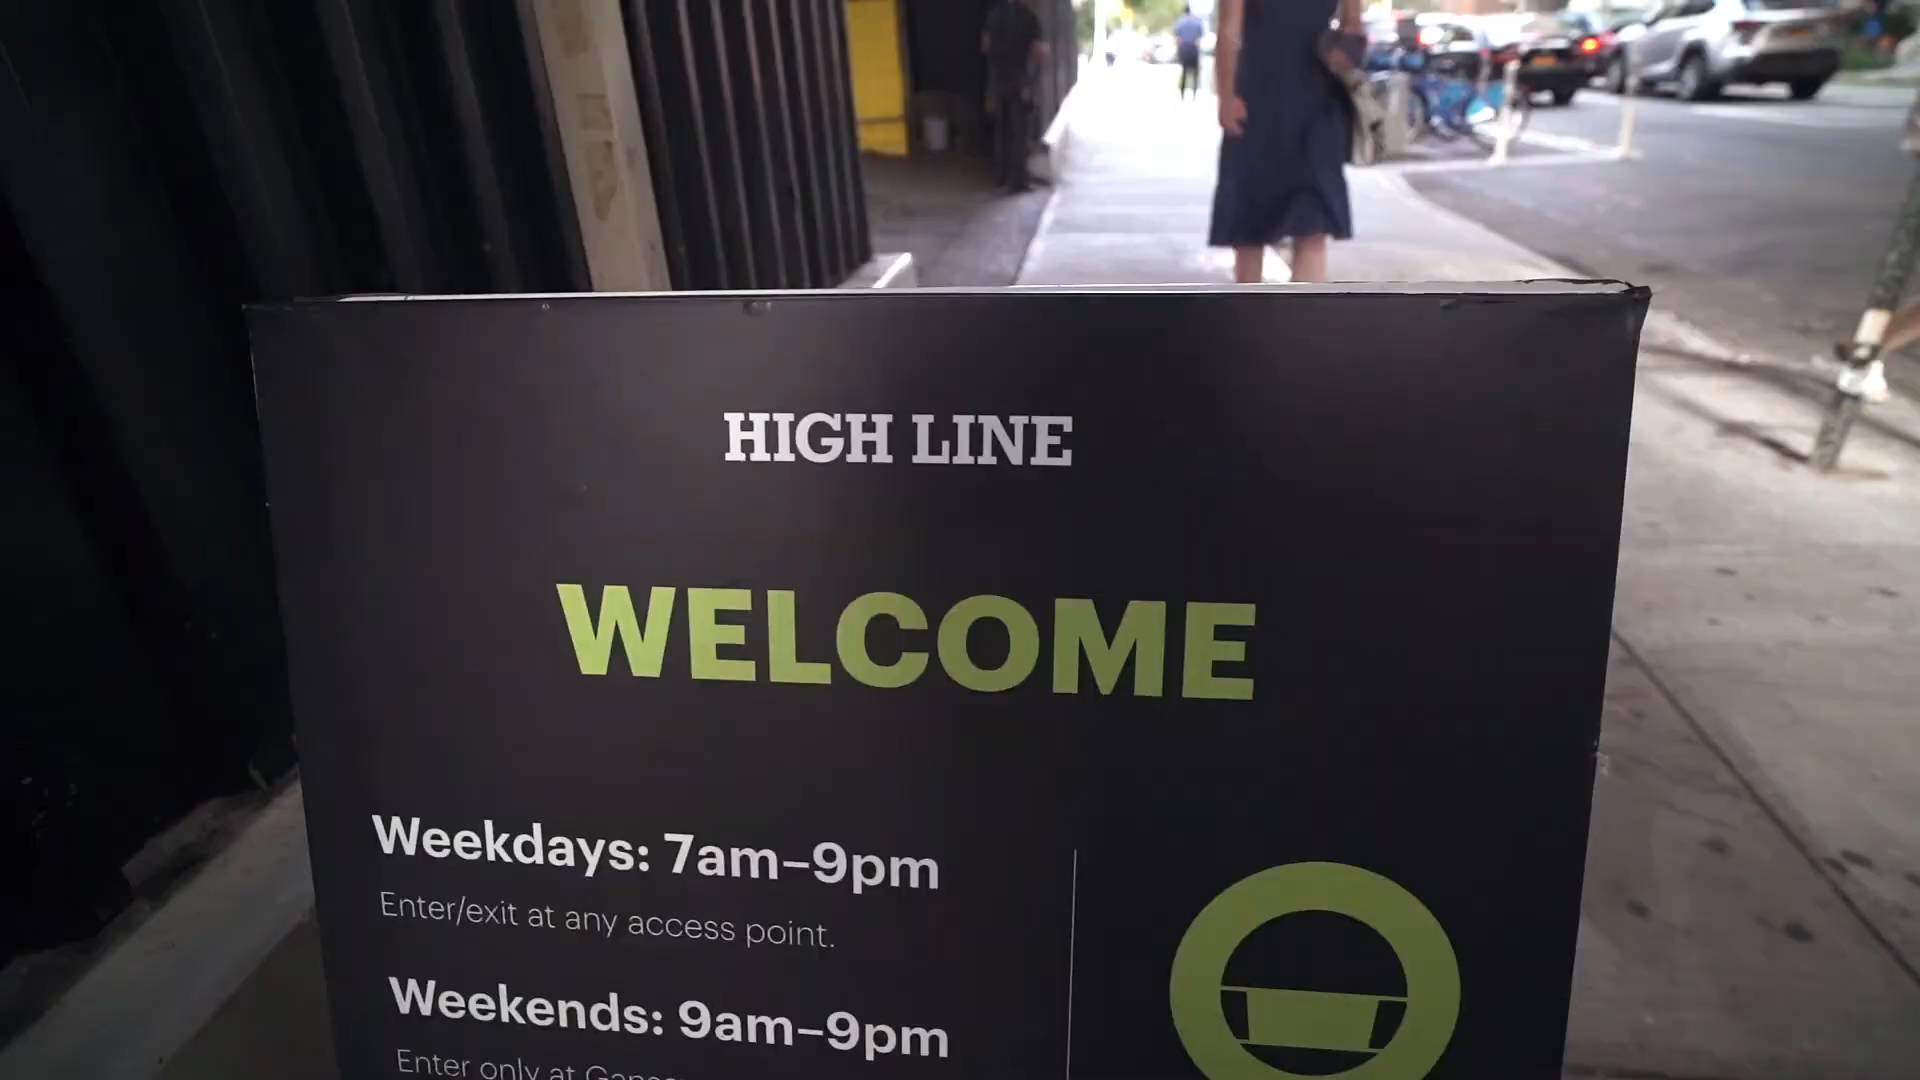 HIGH LINE
WELCOME
Weekdays: 7am–9pm
Enter/exit at any access point.
Weekends: 9am–9pm
Enter only at